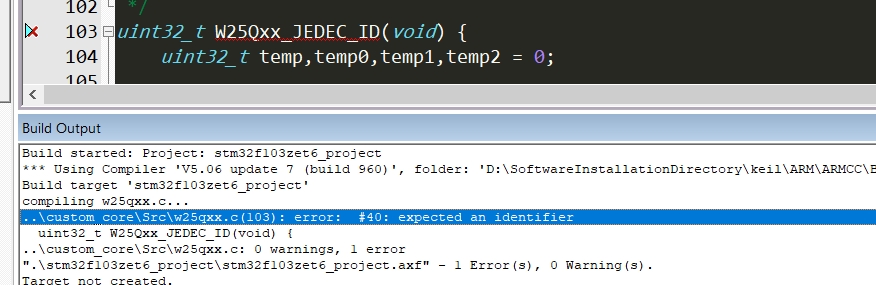 102 */
103 uint32_t W25Qxx_JEDEC_ID(void) {
104 uint32_t temp,temp0,temp1,temp2 = 0;
105
Build Output
Build started: Project: stm32f103zet6_project
*** Using Compiler 'V5.06 update 7 (build 960)', folder: 'D:\SoftwareInstallationDirectory\keil\ARM\ARMCC\B
Build target 'stm32f103zet6_project'
compiling w25qxx.c...
..\custom_core\Src\w25qxx.c(103): error:  #40: expected an identifier
uint32_t W25Qxx_JEDEC_ID(void) {
..\custom_core\Src\w25qxx.c: 0 warnings, 1 error
".\stm32f103zet6_project\stm32f103zet6_project.axf" - 1 Error(s), 0 Warning(s).
Target not created.